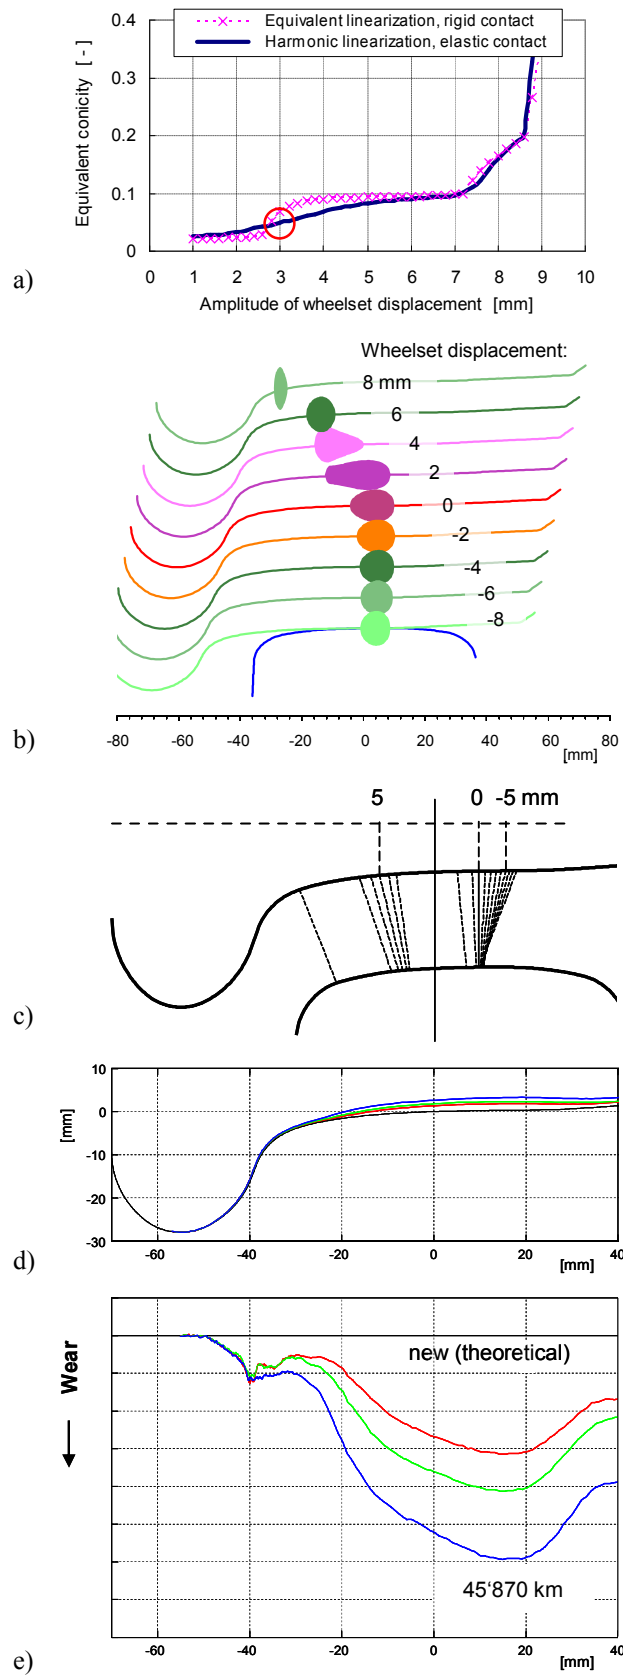 Equivalent linearization, rigid contact
Harmonic linearization, elastic contact
Equivalent conicity [ - ]
0.4
0.3
0.2
0.1
0
0 1 2 3 4 5 6 7 8 9 10
Amplitude of wheelset displacement [mm]
a)
Wheelset displacement:
8 mm
6
4
2
0
-2
-4
-6
-8
b)
-80 -60 -40 -20 0 20 40 60 80
[mm]
5 0 -5 mm
c)
[mm]
10
0
-10
-20
-30
-60 -40 -20 0 20 40
[mm]
d)
Wear
new (theoretical)
45'870 km
-60 -40 -20 0 20 40
[mm]
e)